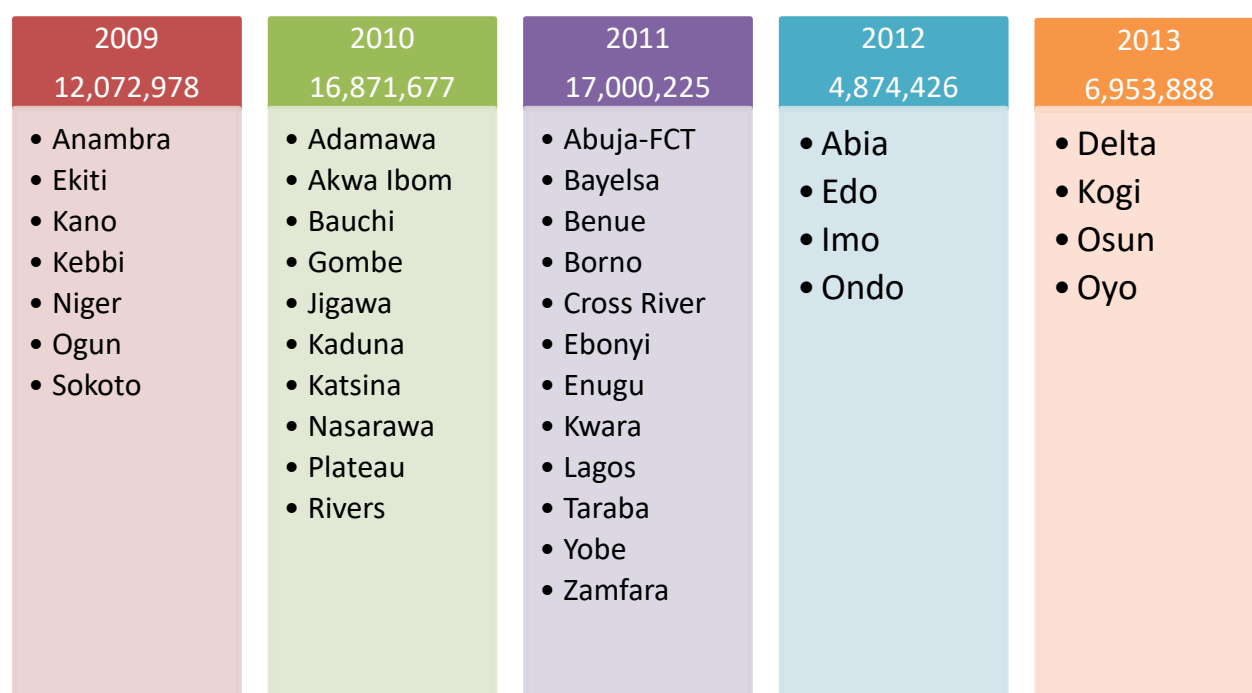 2009
12,072,978
• Anambra
• Ekiti
• Kano
• Kebbi
• Niger
• Ogun
• Sokoto
2010
16,871,677
• Adamawa
• Akwa Ibom
• Bauchi
• Gombe
• Jigawa
• Kaduna
• Katsina
• Nasarawa
• Plateau
• Rivers
2011
17,000,225
• Abuja-FCT
• Bayelsa
• Benue
• Borno
• Cross River
• Ebonyi
• Enugu
• Kwara
• Lagos
• Taraba
• Yobe
• Zamfara
2012
4,874,426
• Abia
• Edo
• Imo
• Ondo
2013
6,953,888
• Delta
• Kogi
• Osun
• Oyo